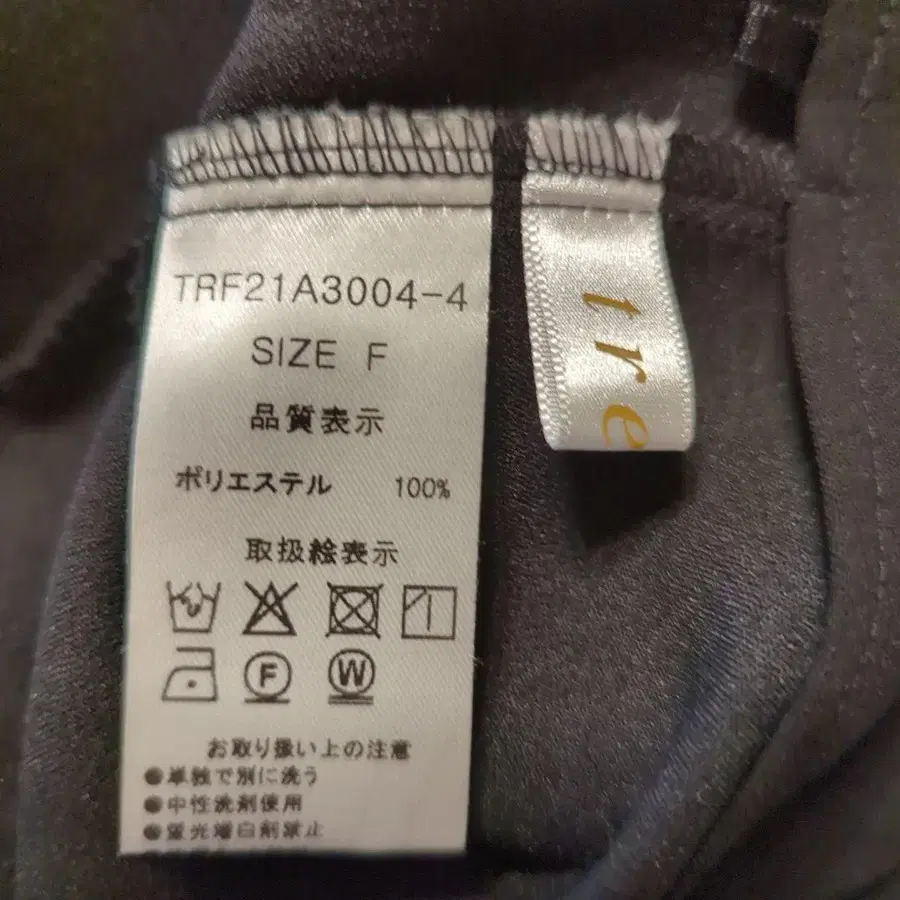 TRF21A3004-4
SIZE F
品質表示
ポリエステル 100%
取扱絵表示
F W
お取り扱い上の注意
●単独で別に洗う
●中性洗剤使用
●蛍光増白剤禁止
tre